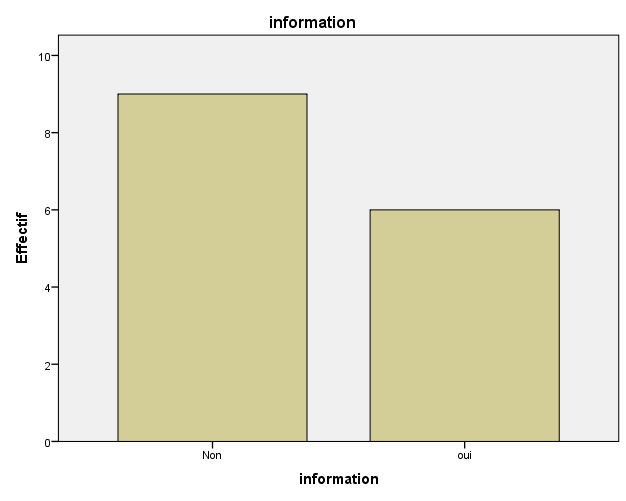 information
10
8
6
4
2
0
Effectif
Non
oui
information